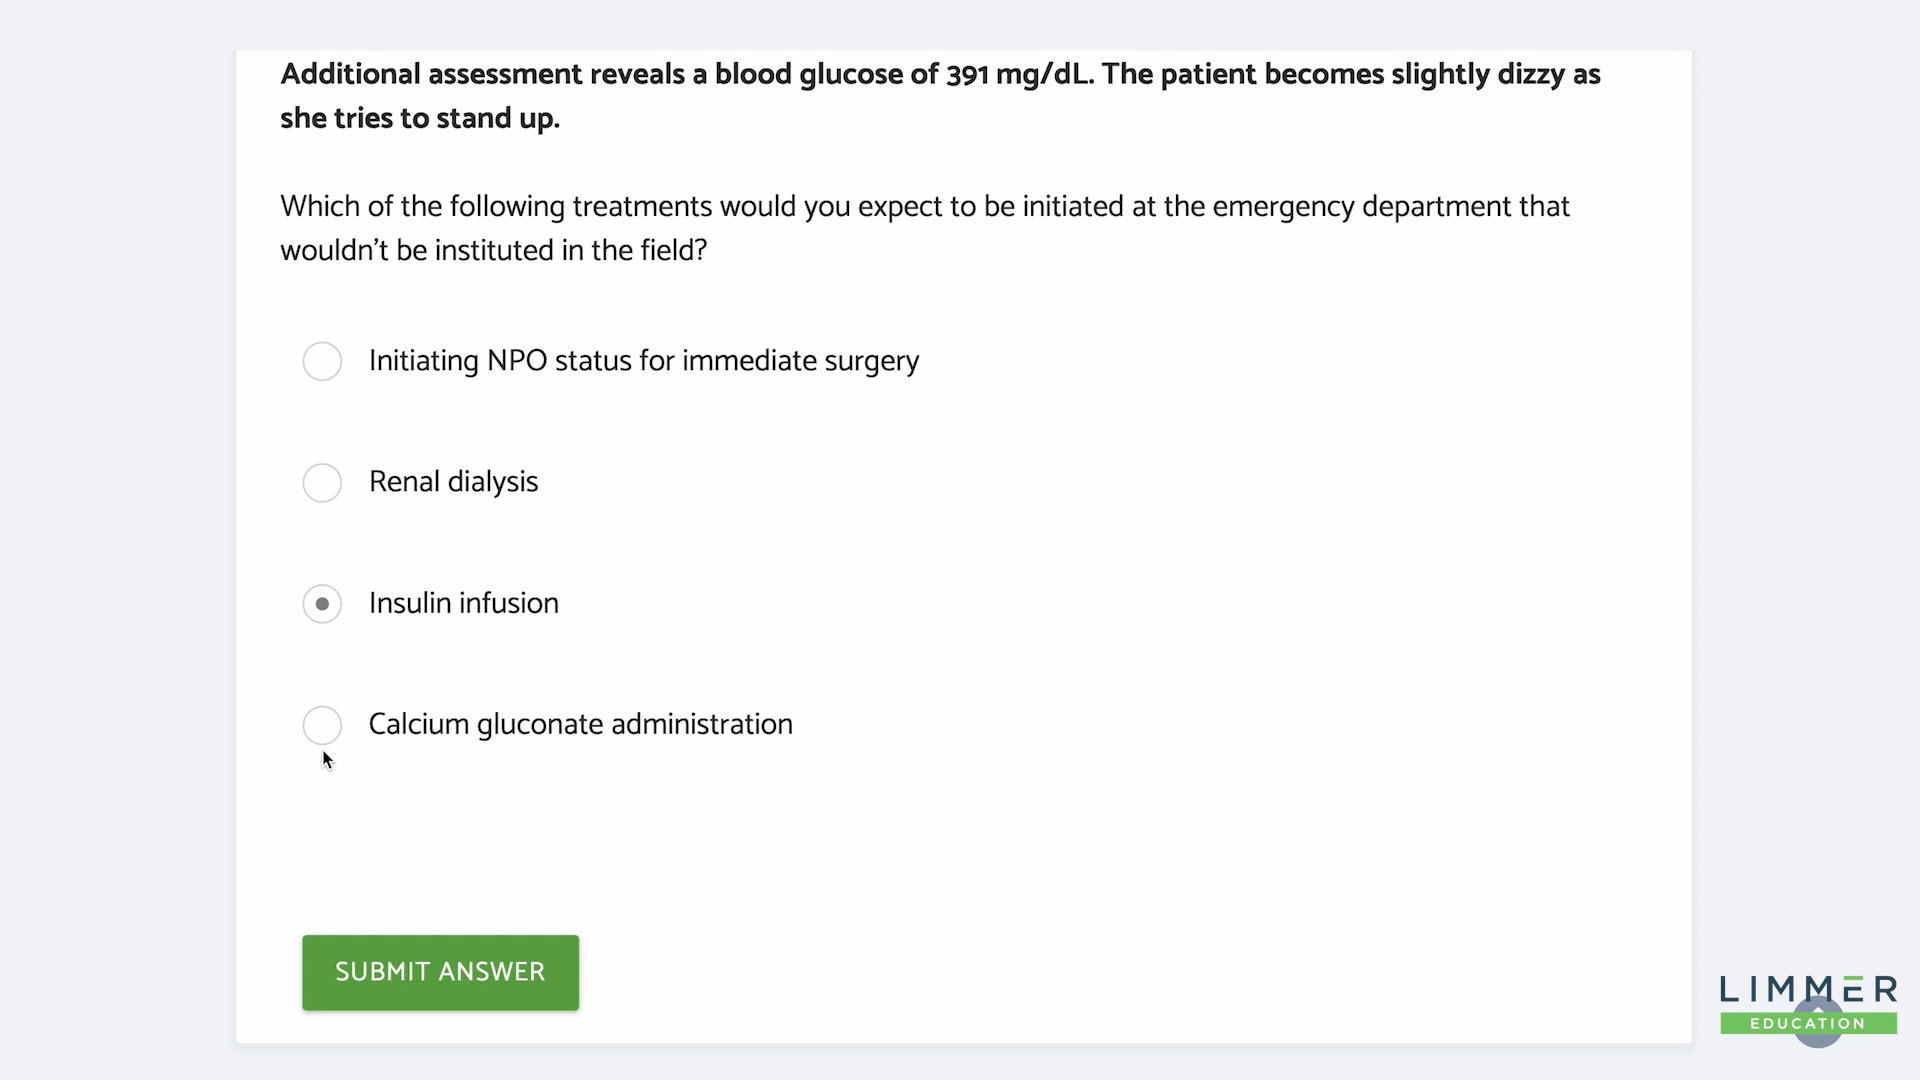 Additional assessment reveals a blood glucose of 391 mg/dL. The patient becomes slightly dizzy as
she tries to stand up.
Which of the following treatments would you expect to be initiated at the emergency department that
wouldn't be instituted in the field?
Initiating NPO status for immediate surgery
Renal dialysis
Insulin infusion
Calcium gluconate administration
SUBMIT ANSWER
LIMMER
EDUCATION